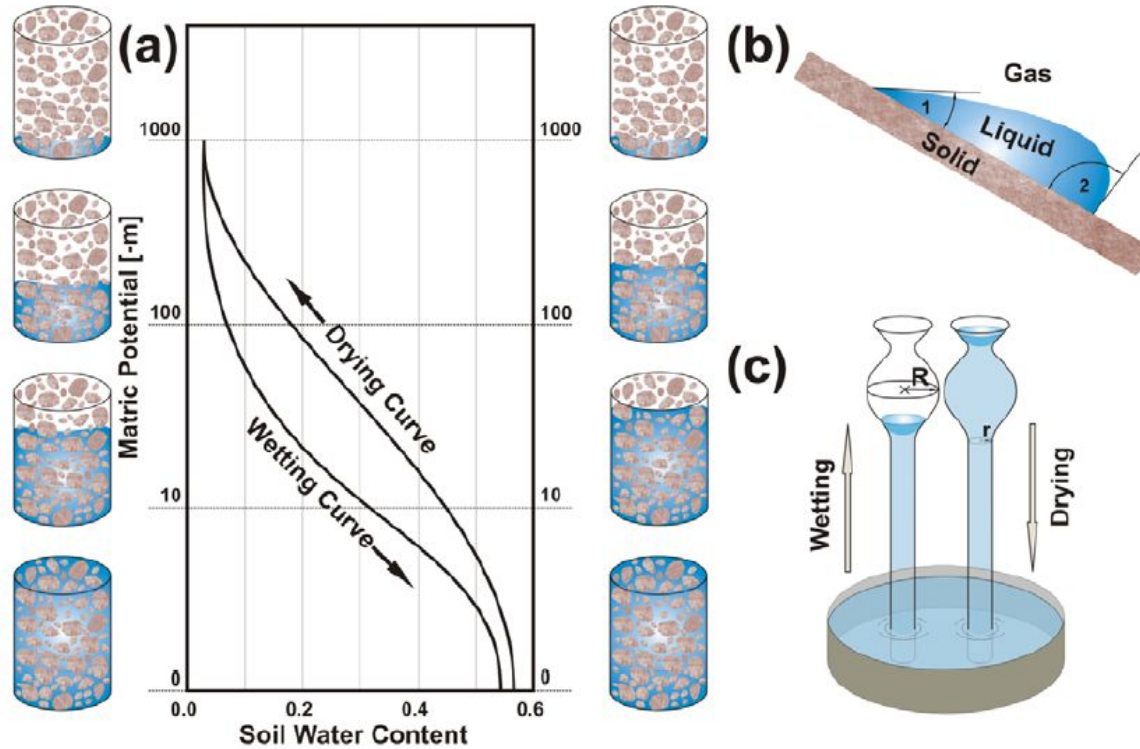 (a)
Matric Potential [-m]
1000
100
10
0
1000
100
10
0
Drying Curve
Wetting Curve
0.0
0.2
0.4
0.6
Soil Water Content
(b)
Gas
1
Liquid
Solid
2
(c)
R
r
Wetting
Drying